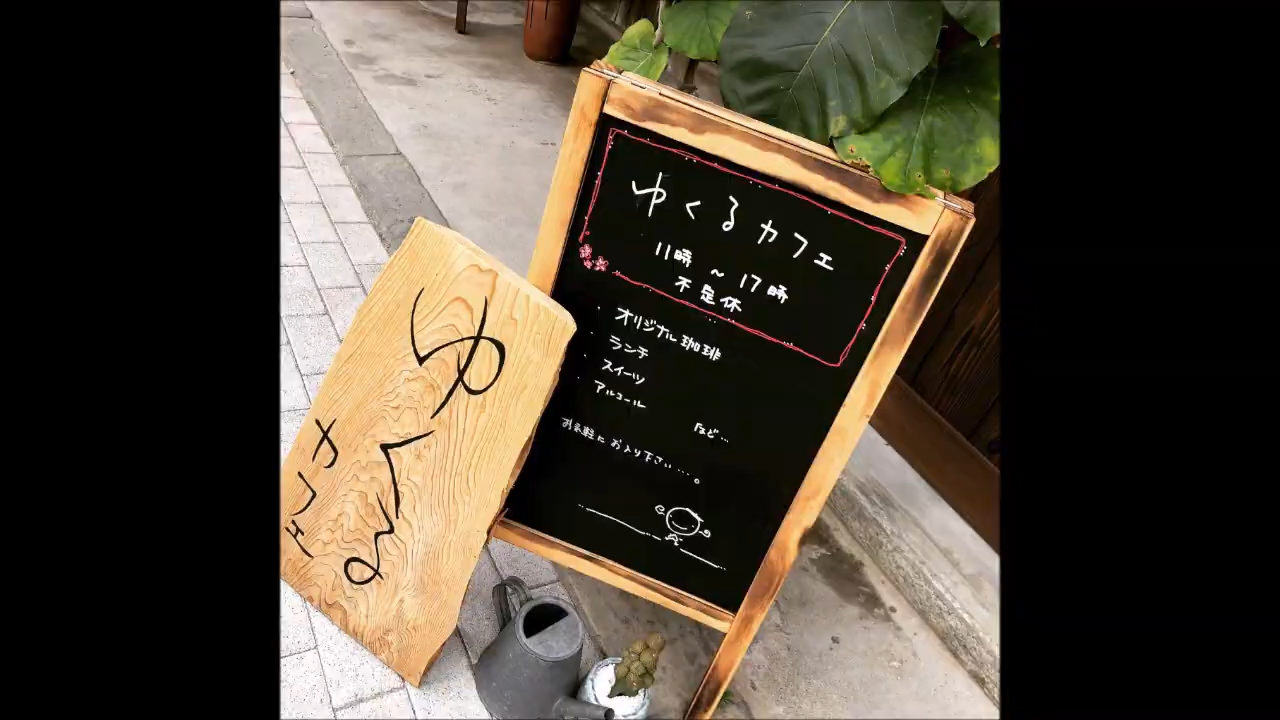 ゆくるカフェ
11時 ~ 17時
不定休
・オリジナル珈琲
・ランチ
・スイーツ
・アルコール
など…
お気軽にお入り下さい…。
ゆくる
カフェ